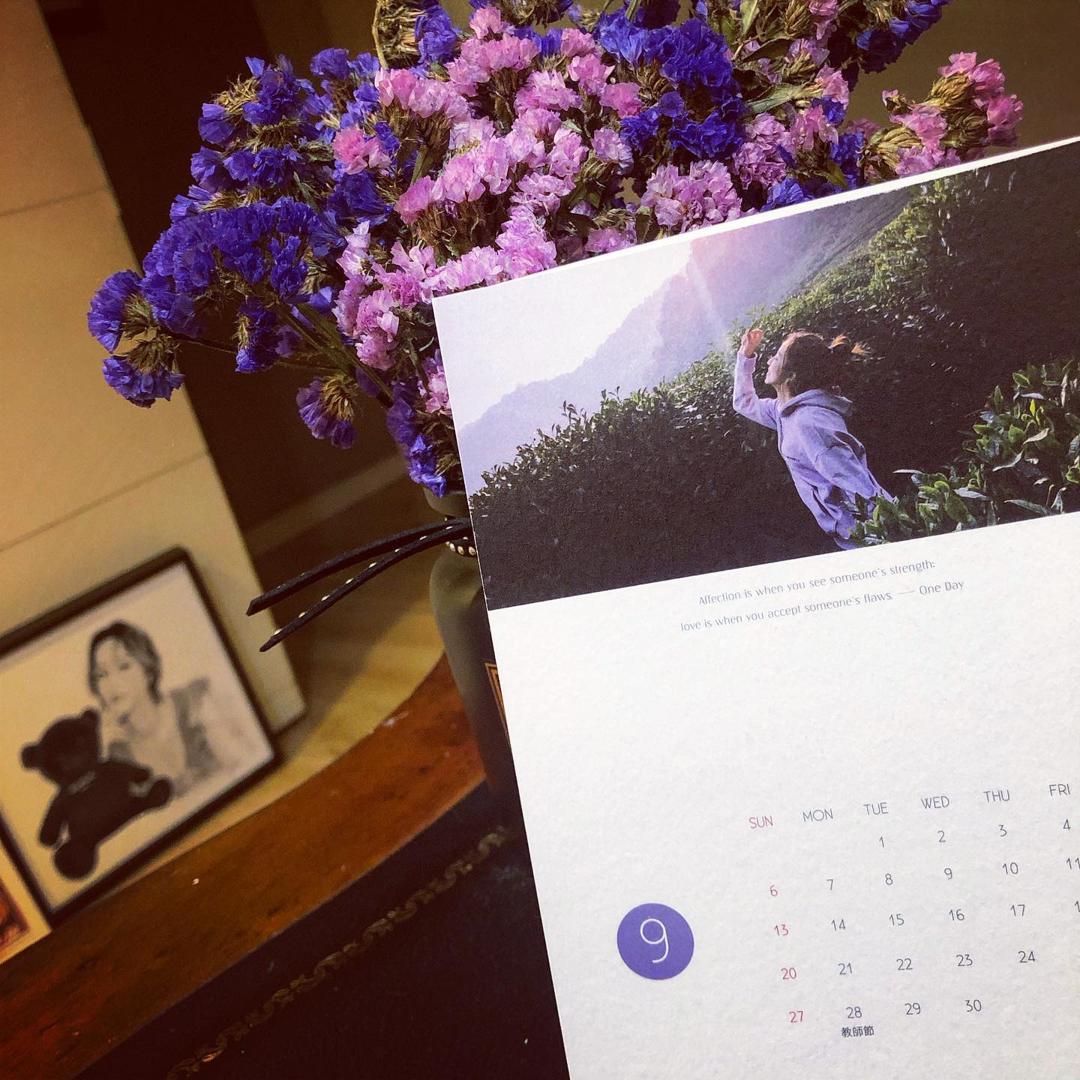 Affection is when you see someone's strength;
love is when you accept someone's flaws. — One Day
SUN MON TUE WED THU FRI
1 2 3 4
6 7 8 9 10 11
9
13 14 15 16 17
20 21 22 23 24
27 28 29 30
教師節